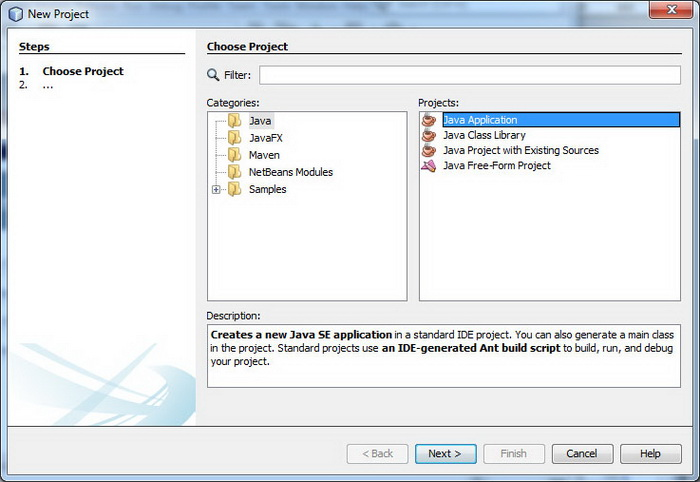 New Project
Steps
1. Choose Project
2. ...
Choose Project
Filter:
Categories:
Java
JavaFX
Maven
NetBeans Modules
Samples
Projects:
Java Application
Java Class Library
Java Project with Existing Sources
Java Free-Form Project
Description:
Creates a new Java SE application in a standard IDE project. You can also generate a main class
in the project. Standard projects use an IDE-generated Ant build script to build, run, and debug
your project.
< Back
Next >
Finish
Cancel
Help